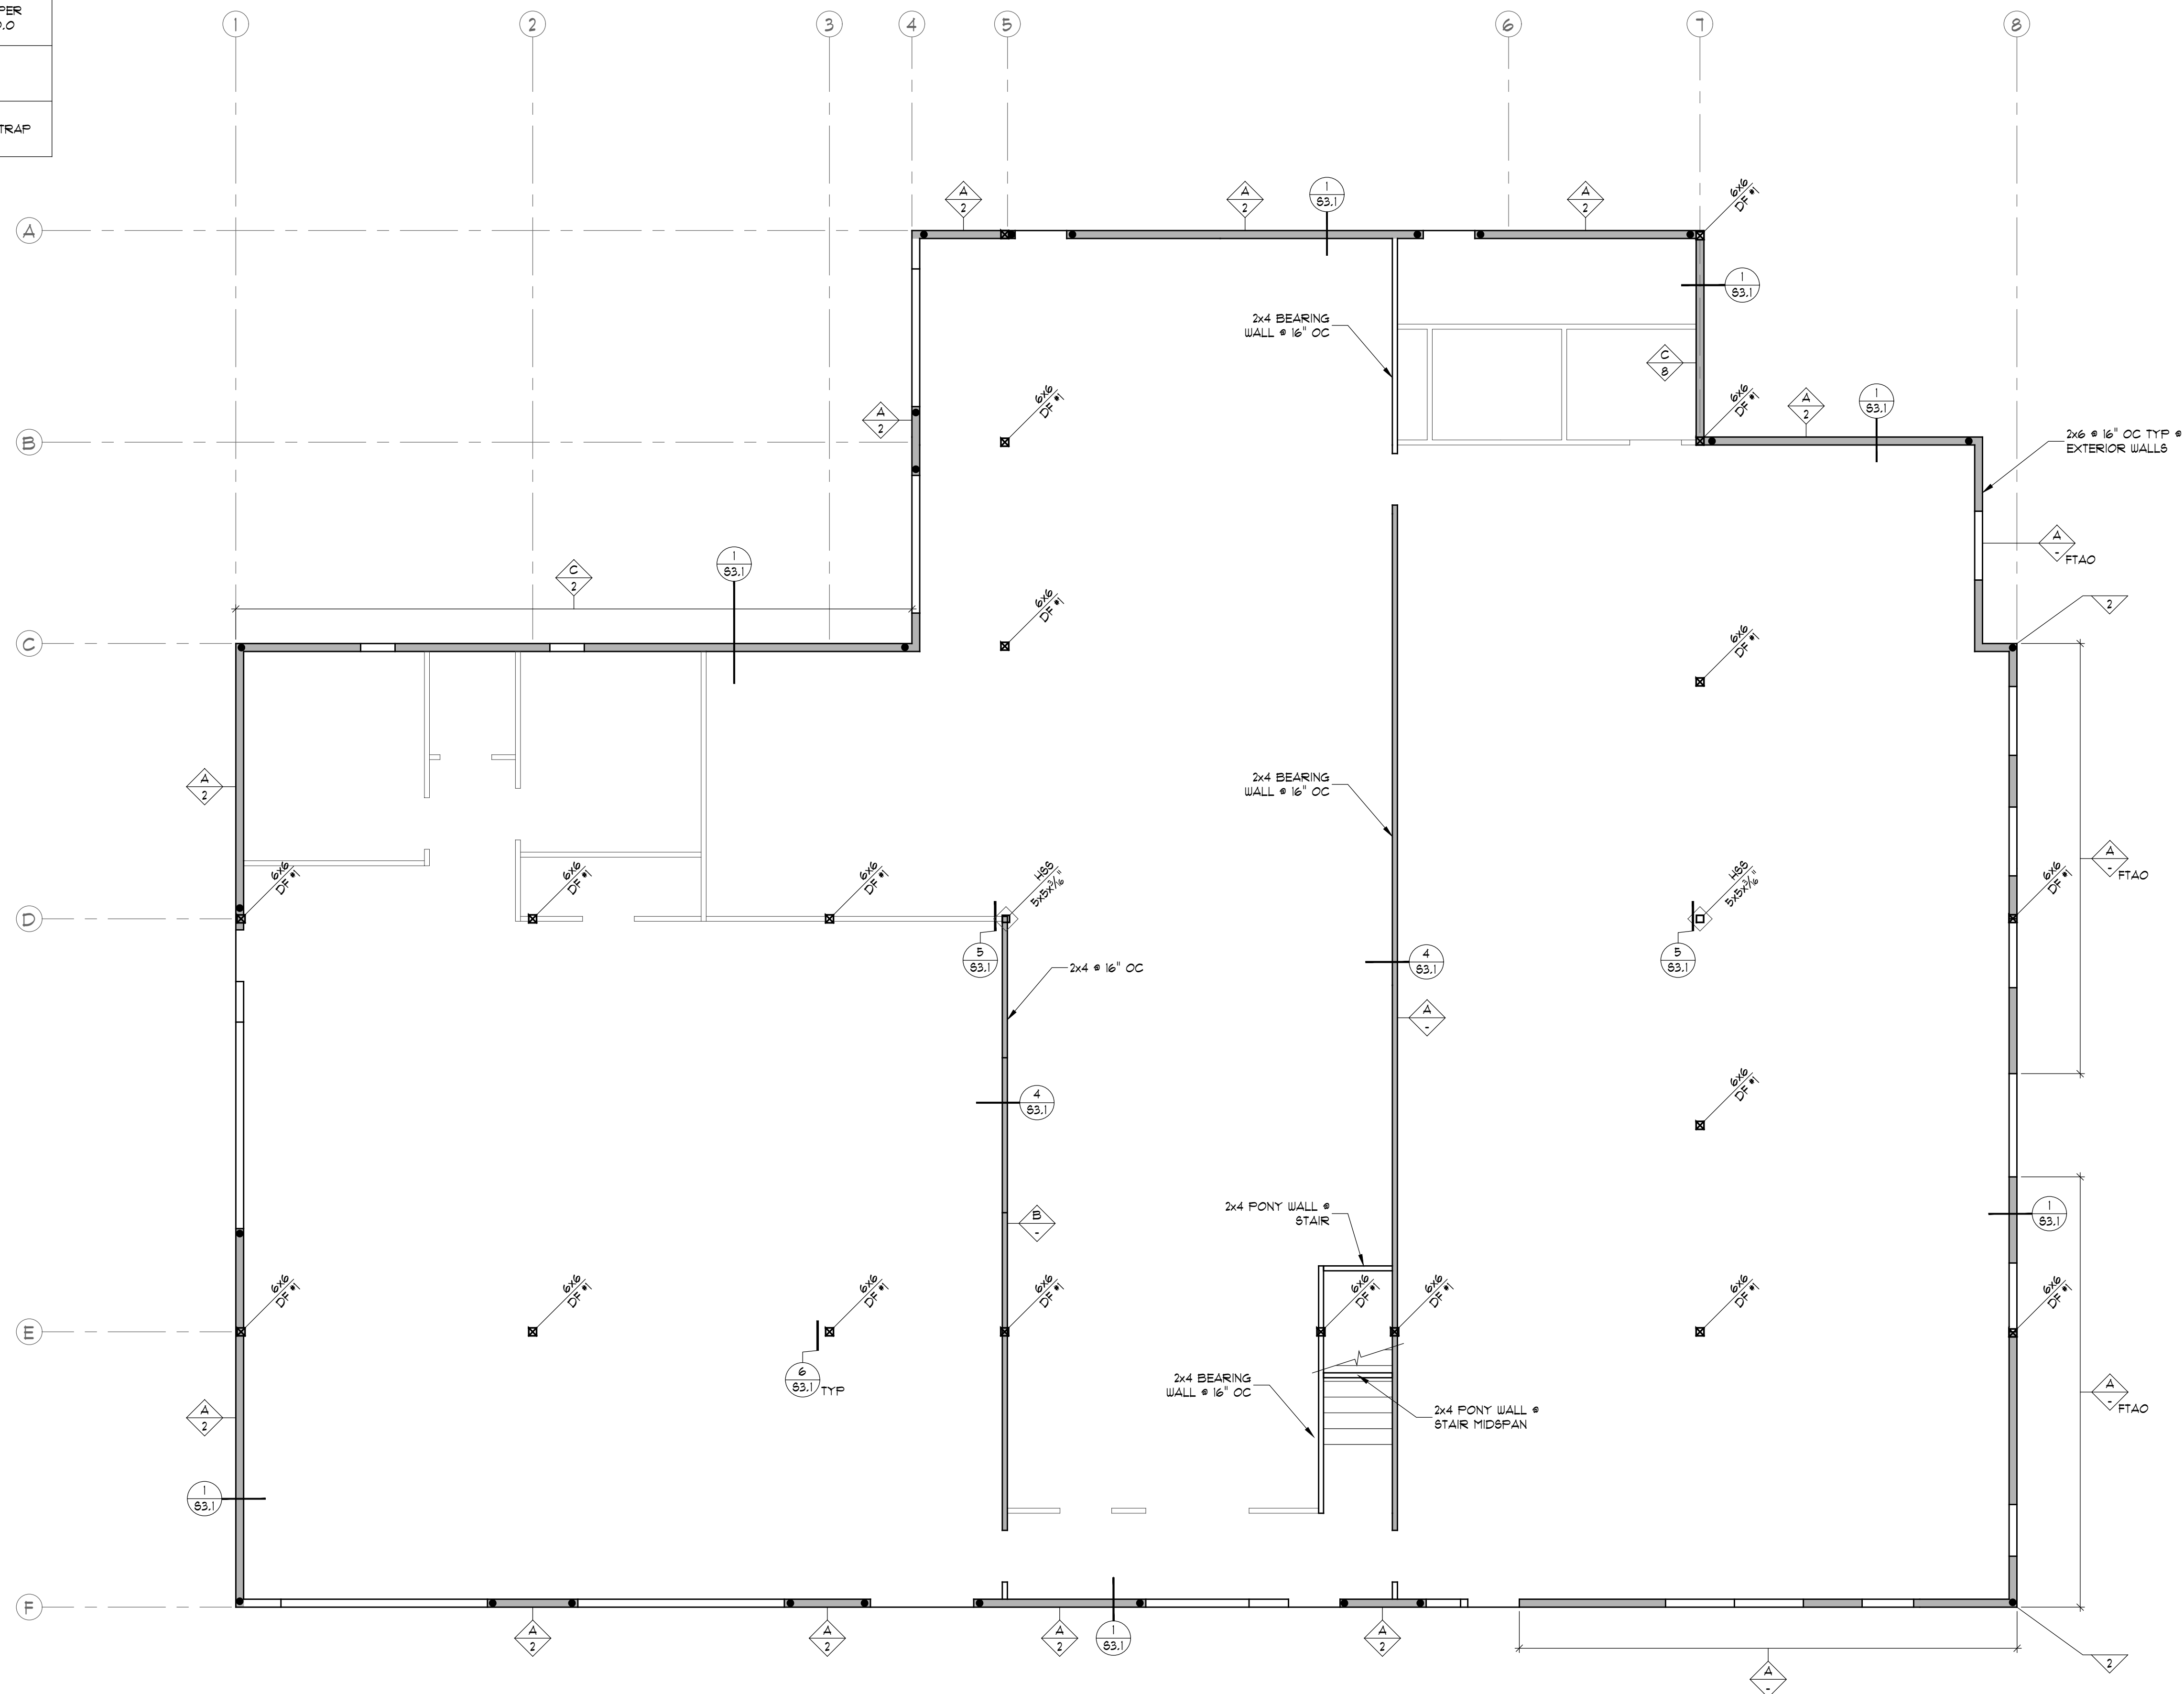 PER
0.0
TRAP
1
2
3
4
5
6
7
8
A
A
2
A
2
1
S3.1
A
2
6x6
DF #1
1
S3.1
2x4 BEARING
WALL @ 16" OC
C
8
6x6
DF #1
6x6
DF #1
A
2
A
2
1
S3.1
B
2x6 @ 16" OC TYP @
EXTERIOR WALLS
A
-
FTAO
1
S3.1
C
2
6x6
DF #1
2
C
6x6
DF #1
A
2
2x4 BEARING
WALL @ 16" OC
A
-
FTAO
6x6
DF #1
6x6
DF #1
6x6
DF #1
HSS
5x5x3/16"
HSS
5x5x3/16"
6x6
DF #1
D
5
S3.1
2x4 @ 16" OC
4
S3.1
5
S3.1
A
-
4
S3.1
6x6
DF #1
2x4 PONY WALL @
STAIR
B
-
1
S3.1
6x6
DF #1
6x6
DF #1
6x6
DF #1
6x6
DF #1
6x6
DF #1
6x6
DF #1
6x6
DF #1
6x6
DF #1
E
6
S3.1
TYP
2x4 BEARING
WALL @ 16" OC
2x4 PONY WALL @
STAIR MIDSPAN
A
-
FTAO
A
2
1
S3.1
F
A
2
A
2
A
2
1
S3.1
A
2
A
-
2